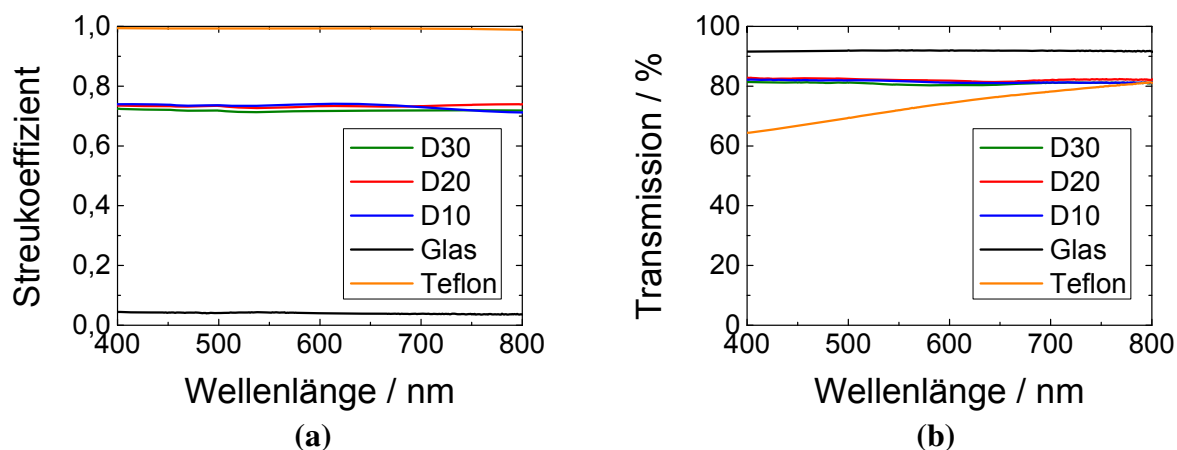 1,0
0,8
0,6
0,4
0,2
0,0
Streukoeffizient
D30
D20
D10
Glas
Teflon
400 500 600 700 800
Wellenlänge / nm
(a)
100
80
60
40
20
0
Transmission / %
D30
D20
D10
Glas
Teflon
400 500 600 700 800
Wellenlänge / nm
(b)